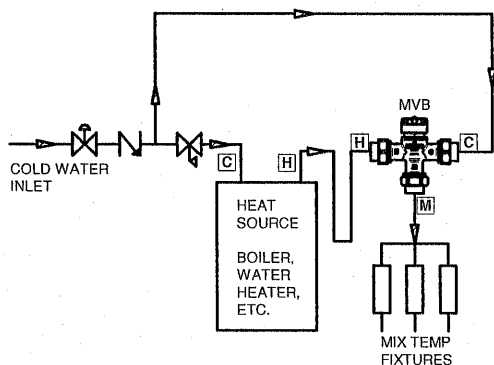 MVB
H
C
COLD WATER
INLET
C
H
M
HEAT
SOURCE
BOILER,
WATER
HEATER,
ETC.
MIX TEMP
FIXTURES